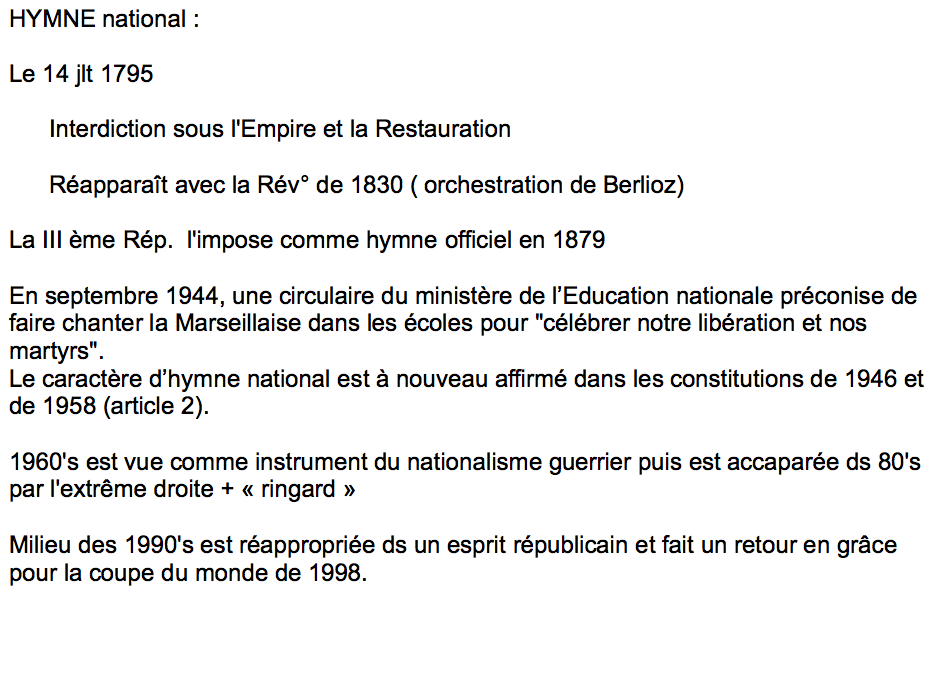 HYMNE national :
Le 14 jlt 1795
Interdiction sous l'Empire et la Restauration
Réapparaît avec la Rév° de 1830 ( orchestration de Berlioz)
La III ème Rép.  l'impose comme hymne officiel en 1879
En septembre 1944, une circulaire du ministère de l’Education nationale préconise de
faire chanter la Marseillaise dans les écoles pour "célébrer notre libération et nos
martyrs".
Le caractère d’hymne national est à nouveau affirmé dans les constitutions de 1946 et
de 1958 (article 2).
1960's est vue comme instrument du nationalisme guerrier puis est accaparée ds 80's
par l'extrême droite + « ringard »
Milieu des 1990's est réappropriée ds un esprit républicain et fait un retour en grâce
pour la coupe du monde de 1998.